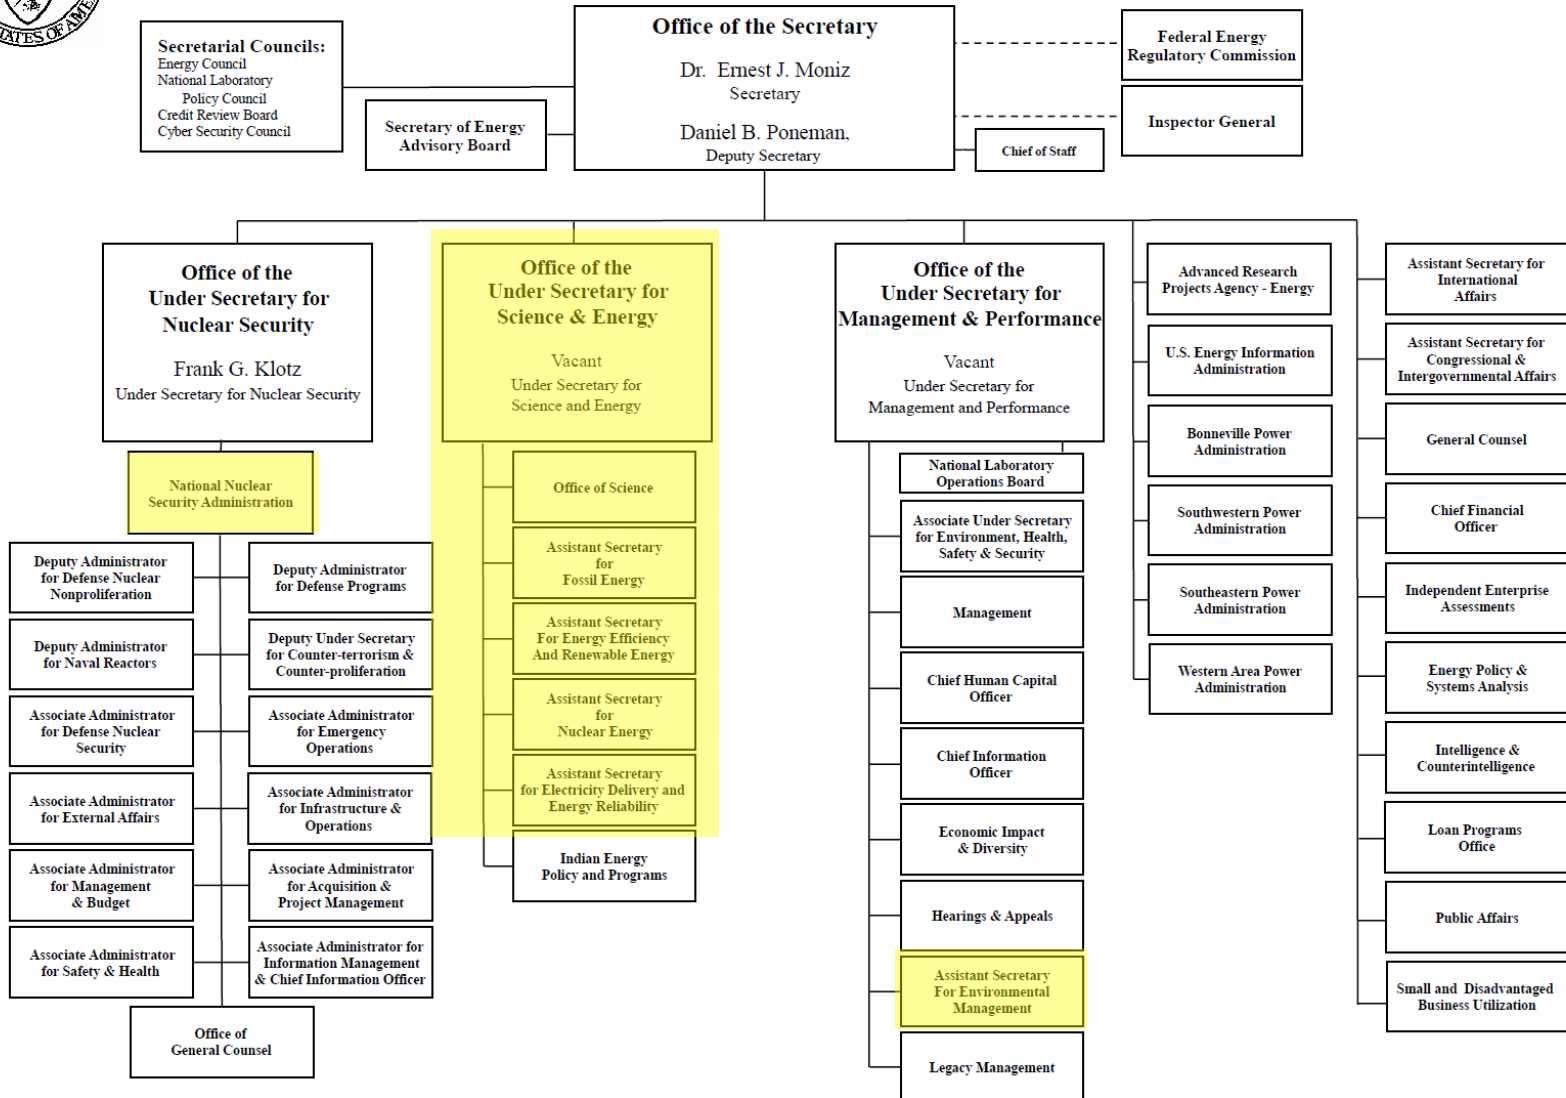 TATES OF AME
Secretarial Councils:
Energy Council
National Laboratory
Policy Council
Credit Review Board
Cyber Security Council
Secretary of Energy
Advisory Board
Office of the Secretary
Dr. Ernest J. Moniz
Secretary
Daniel B. Poneman,
Deputy Secretary
Chief of Staff
Federal Energy
Regulatory Commission
Inspector General
Office of the
Under Secretary for
Nuclear Security
Frank G. Klotz
Under Secretary for Nuclear Security
National Nuclear
Security Administration
Deputy Administrator
for Defense Nuclear
Nonproliferation
Deputy Administrator
for Defense Programs
Deputy Administrator
for Naval Reactors
Deputy Under Secretary
for Counter-terrorism &
Counter-proliferation
Associate Administrator
for Defense Nuclear
Security
Associate Administrator
for Emergency
Operations
Associate Administrator
for External Affairs
Associate Administrator
for Infrastructure &
Operations
Associate Administrator
for Management
& Budget
Associate Administrator
for Acquisition &
Project Management
Associate Administrator
for Safety & Health
Associate Administrator for
Information Management
& Chief Information Officer
Office of
General Counsel
Office of the
Under Secretary for
Science & Energy
Vacant
Under Secretary for
Science and Energy
Office of Science
Assistant Secretary
for
Fossil Energy
Assistant Secretary
For Energy Efficiency
And Renewable Energy
Assistant Secretary
for
Nuclear Energy
Assistant Secretary
for Electricity Delivery and
Energy Reliability
Indian Energy
Policy and Programs
Office of the
Under Secretary for
Management & Performance
Vacant
Under Secretary for
Management and Performance
National Laboratory
Operations Board
Associate Under Secretary
for Environment, Health,
Safety & Security
Management
Chief Human Capital
Officer
Chief Information
Officer
Economic Impact
& Diversity
Hearings & Appeals
Assistant Secretary
For Environmental
Management
Legacy Management
Advanced Research
Projects Agency - Energy
U.S. Energy Information
Administration
Bonneville Power
Administration
Southwestern Power
Administration
Southeastern Power
Administration
Western Area Power
Administration
Assistant Secretary for
International
Affairs
Assistant Secretary for
Congressional &
Intergovernmental Affairs
General Counsel
Chief Financial
Officer
Independent Enterprise
Assessments
Energy Policy &
Systems Analysis
Intelligence &
Counterintelligence
Loan Programs
Office
Public Affairs
Small and Disadvantaged
Business Utilization